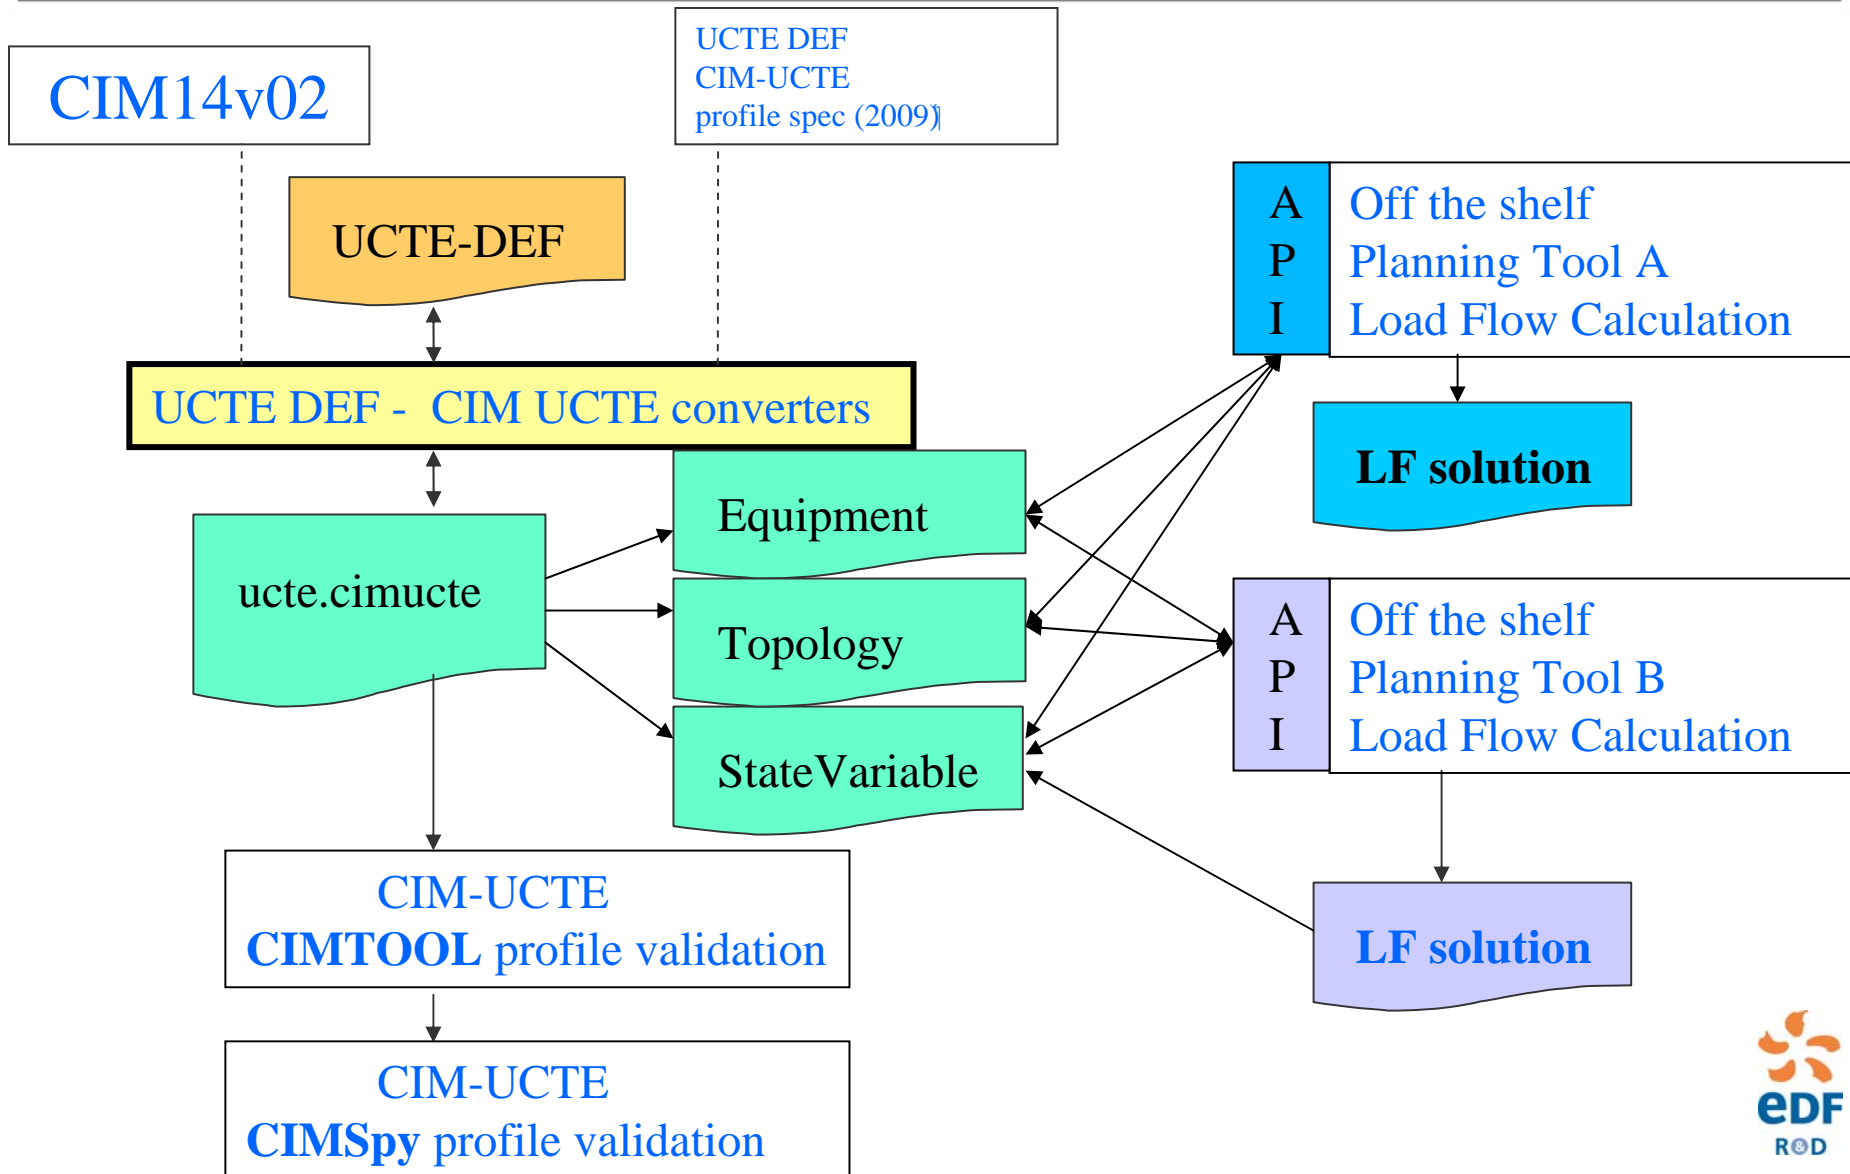 CIM14v02
UCTE DEF
CIM-UCTE
profile spec (2009)
UCTE-DEF
UCTE DEF - CIM UCTE converters
ucte.cimucte
Equipment
Topology
StateVariable
CIM-UCTE
CIMTOOL profile validation
CIM-UCTE
CIMSpy profile validation
A
P
I
Off the shelf
Planning Tool A
Load Flow Calculation
LF solution
A
P
I
Off the shelf
Planning Tool B
Load Flow Calculation
LF solution
eDF
R&D